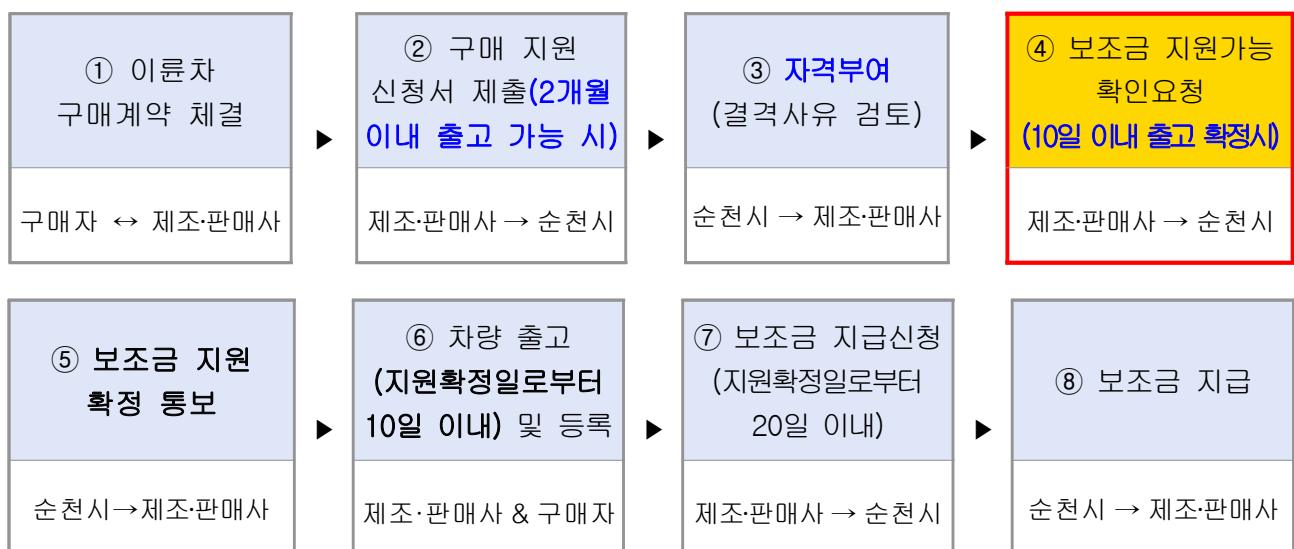 ① 이륜차
구매계약 체결
구매자 ↔ 제조·판매사
▶
② 구매 지원
신청서 제출(2개월
이내 출고 가능 시)
제조·판매사 → 순천시
▶
③ 자격부여
(결격사유 검토)
순천시 → 제조·판매사
▶
④ 보조금 지원가능
확인요청
(10일 이내 출고 확정시)
제조·판매사 → 순천시
⑤ 보조금 지원
확정 통보
순천시→제조·판매사
▶
⑥ 차량 출고
(지원확정일로부터
10일 이내) 및 등록
제조·판매사 & 구매자
▶
⑦ 보조금 지급신청
(지원확정일로부터
20일 이내)
제조·판매사 → 순천시
▶
⑧ 보조금 지급
순천시 → 제조·판매사